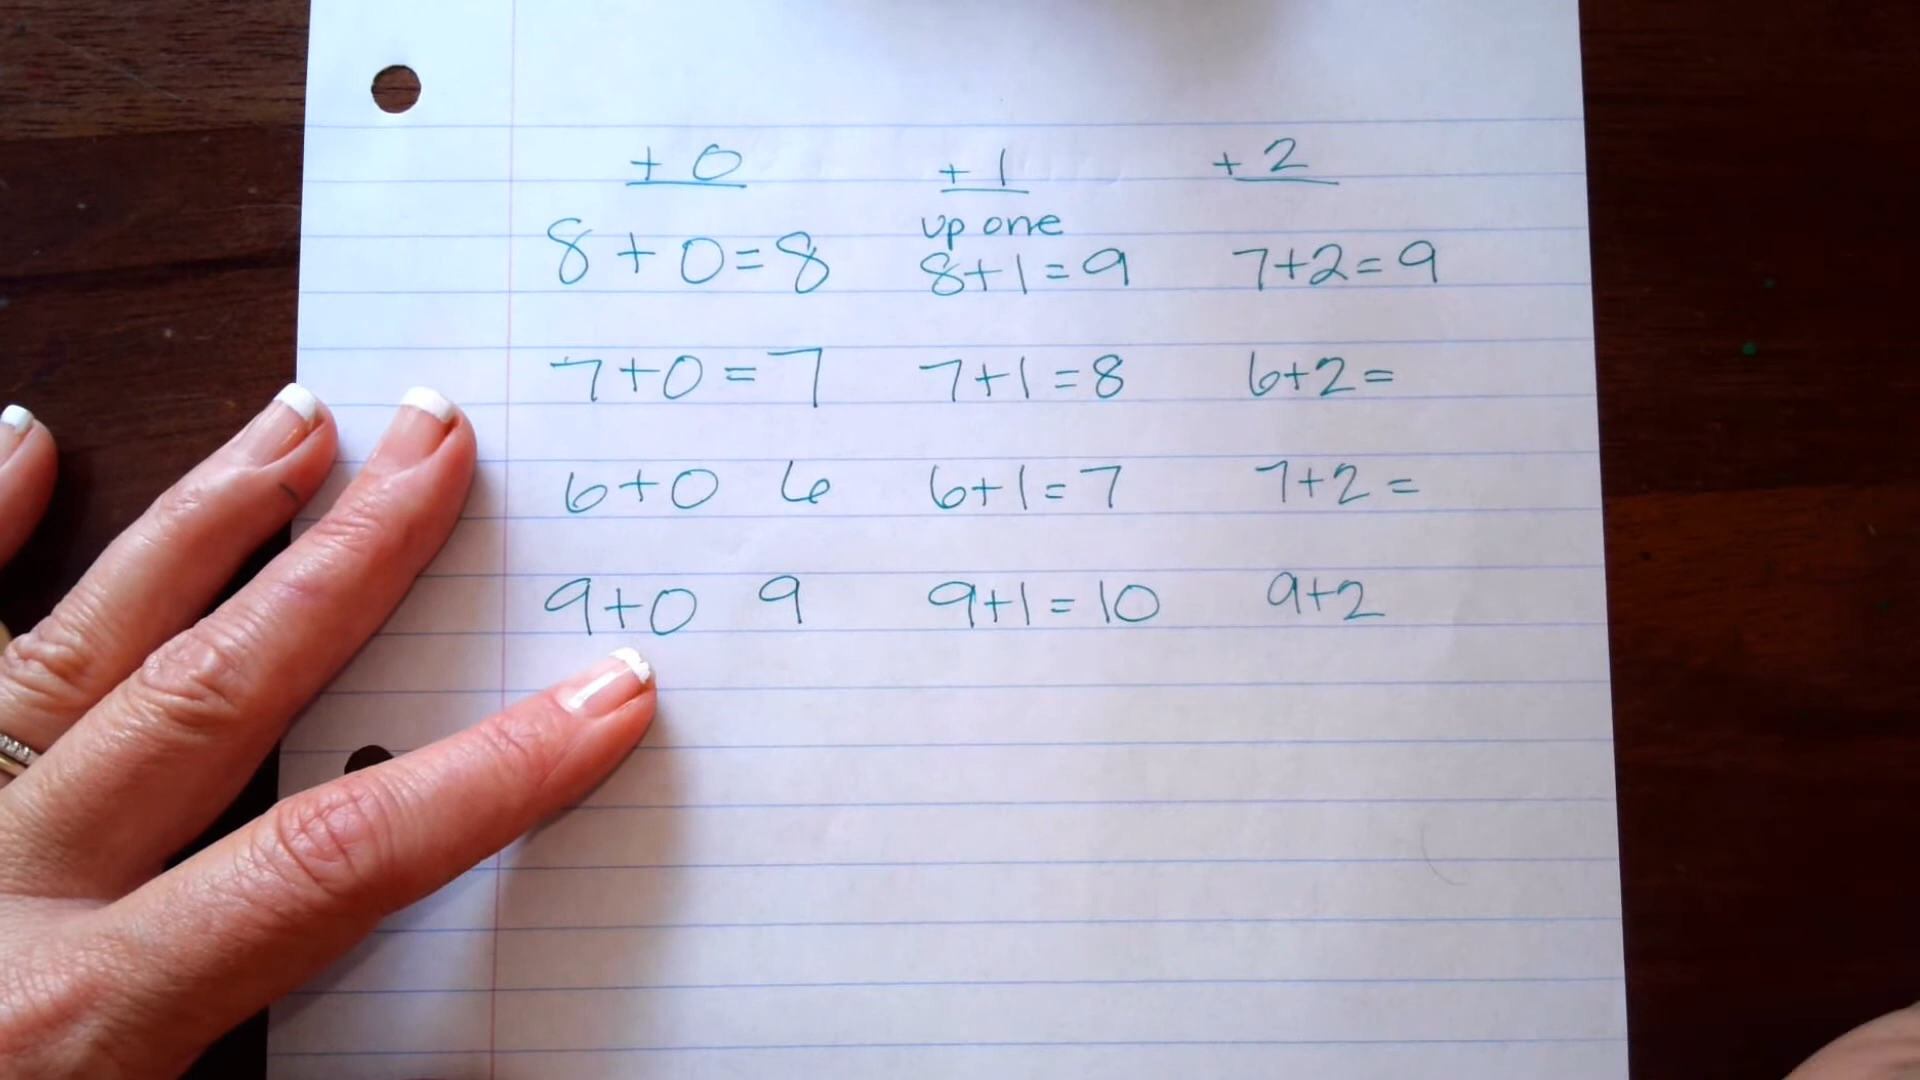 + 0 + 1 + 2
up one
8 + 0 = 8 8+1 = 9 7+2 = 9
7+0 = 7 7+1 = 8 6+2 =
6+0 6 6+1 = 7 7+2 =
9+0 9 9+1 = 10 9+2